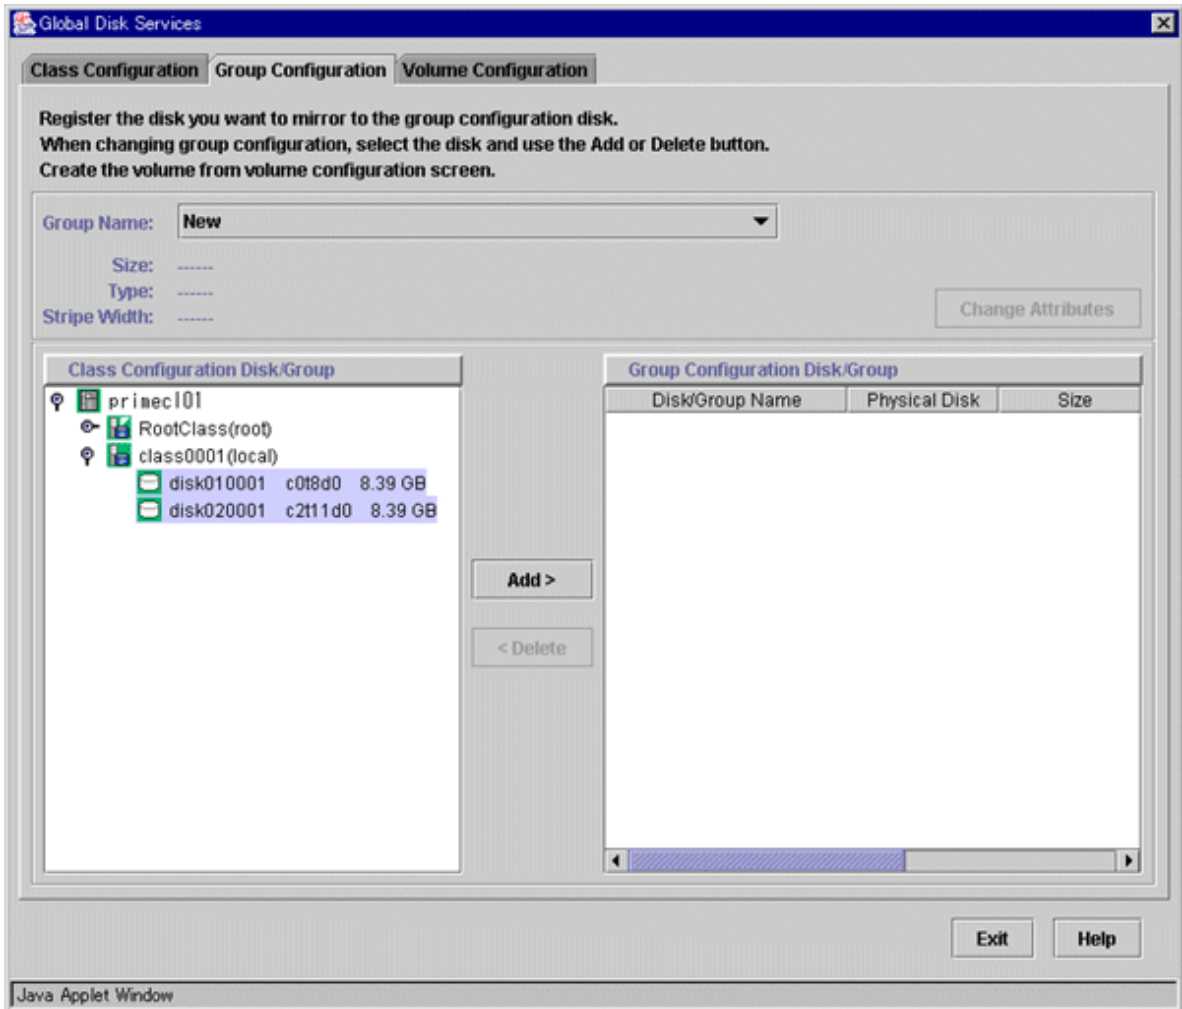 Global Disk Services
Class Configuration Group Configuration Volume Configuration
Register the disk you want to mirror to the group configuration disk.
When changing group configuration, select the disk and use the Add or Delete button.
Create the volume from volume configuration screen.
Group Name: New
Size: ------
Type: ------
Stripe Width: ------
Change Attributes
Class Configuration Disk/Group
primecl01
RootClass(root)
class0001(local)
disk010001 c0t8d0 8.39 GB
disk020001 c2t11d0 8.39 GB
Add >
< Delete
Group Configuration Disk/Group
Disk/Group Name Physical Disk Size
Exit Help
Java Applet Window